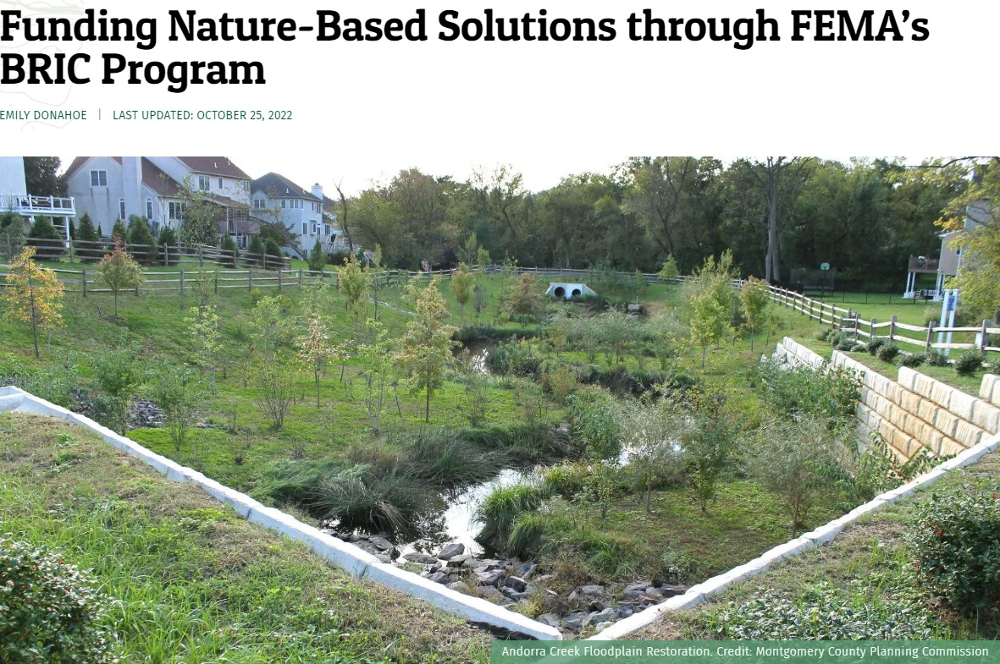 Funding Nature-Based Solutions through FEMA’s
BRIC Program
EMILY DONAHOE | LAST UPDATED: OCTOBER 25, 2022
Andorra Creek Floodplain Restoration. Credit: Montgomery County Planning Commission